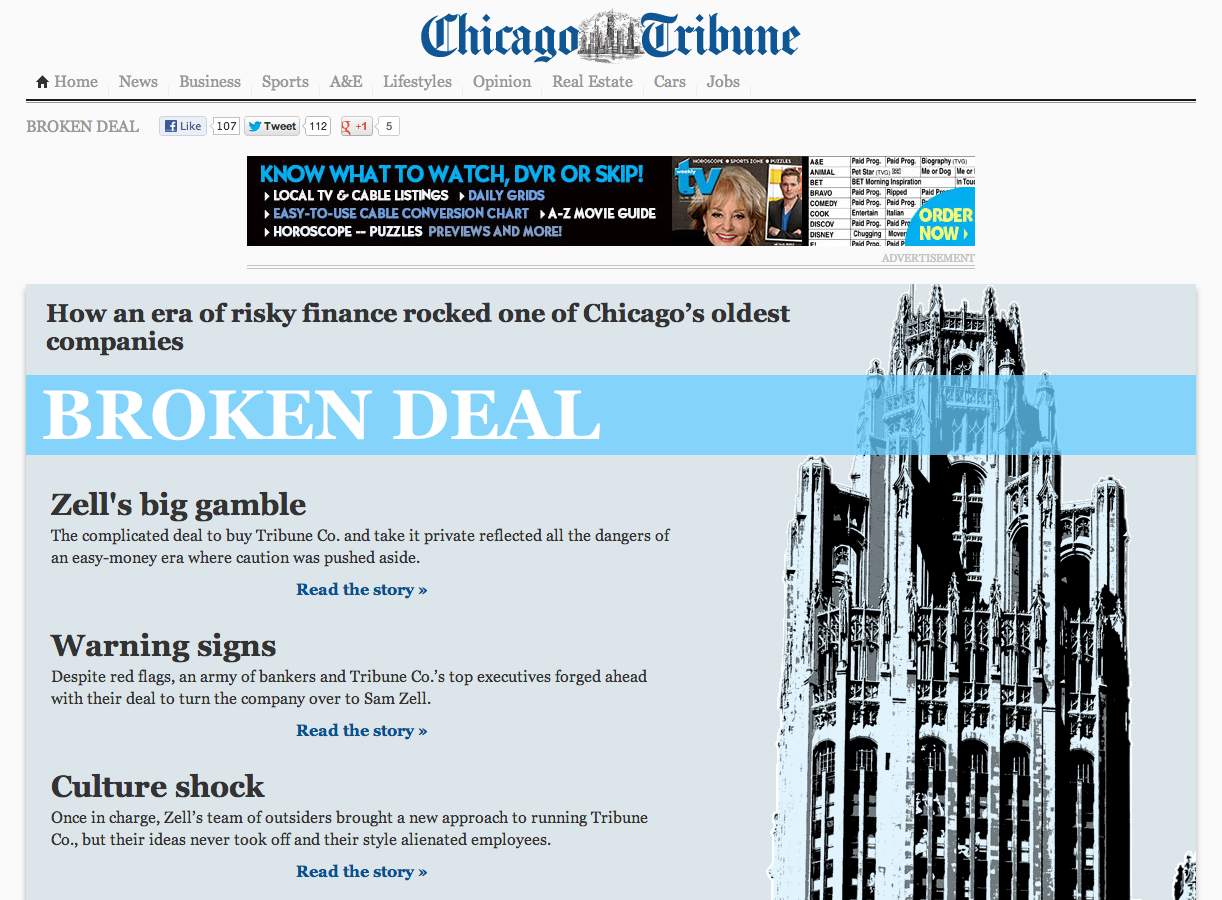 Chicago Tribune
Home News Business Sports A&E Lifestyles Opinion Real Estate Cars Jobs
BROKEN DEAL Like 107 Tweet 112 +1 5
KNOW WHAT TO WATCH, DVR OR SKIP!
LOCAL TV & CABLE LISTINGS DAILY GRIDS
EASY-TO-USE CABLE CONVERSION CHART A-Z MOVIE GUIDE
HOROSCOPE -- PUZZLES PREVIEWS AND MORE!
HOROSCOPE • SPORTS ZONE • PUZZLES
tv weekly
A&E Paid Prog. Paid Prog. Biography (TVG)
ANIMAL Pet Star (TVG) Me or Dog Me or
BET BET Morning Inspiration In Touc
BRAVO Paid Prog. Ripped Paid Pro
COMEDY Paid Prog. Paid Prog.
COOK Entertain Italian
DISCOV Paid Prog. Paid Pr
DISNEY Chugging Mover
Paid Prog. Paid Prog.
ORDER
NOW
ADVERTISEMENT
How an era of risky finance rocked one of Chicago’s oldest
companies
BROKEN DEAL
Zell's big gamble
The complicated deal to buy Tribune Co. and take it private reflected all the dangers of
an easy-money era where caution was pushed aside.
Read the story »
Warning signs
Despite red flags, an army of bankers and Tribune Co.’s top executives forged ahead
with their deal to turn the company over to Sam Zell.
Read the story »
Culture shock
Once in charge, Zell’s team of outsiders brought a new approach to running Tribune
Co., but their ideas never took off and their style alienated employees.
Read the story »